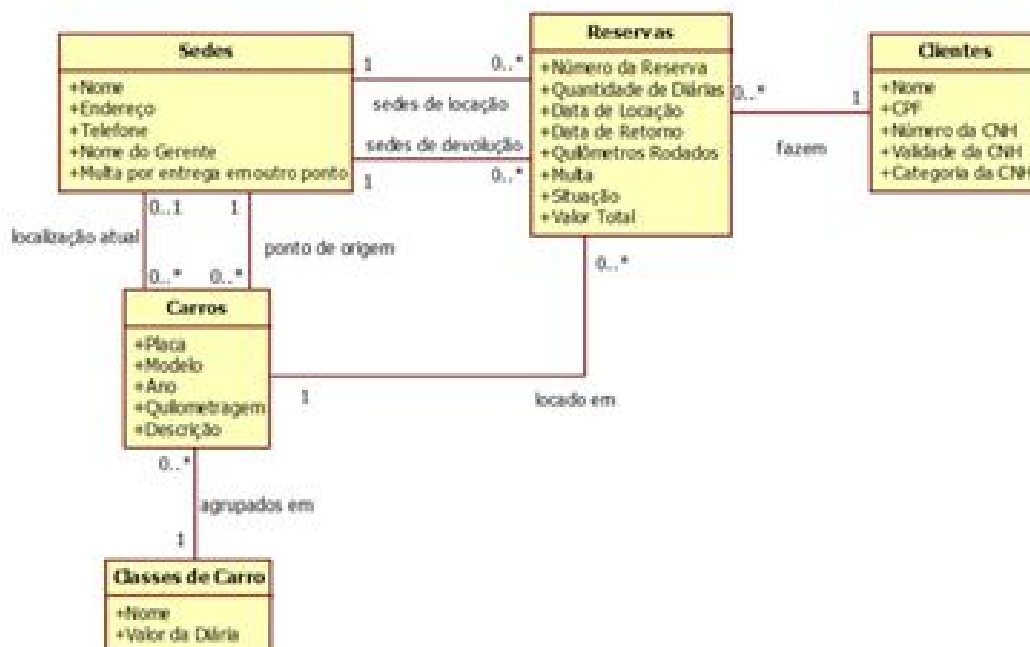 Sedes
+Nome
+Endereço
+Telefone
+Nome do Gerente
+Multa por entrega em outro ponto
1
0..*
sedes de locação
sedes de devolução
1
0..*
Reservas
+Número da Reserva
+Quantidade de Diárias
+Data de Locação
+Data de Retorno
+Quilômetros Rodados
+Multa
+Situação
+Valor Total
0..*
1
fazem
Clientes
+Nome
+CPF
+Número da CNH
+Validade da CNH
+Categoria da CNH
0..1
1
localização atual
ponto de origem
0..*
0..*
0..*
Carros
+Placa
+Modelo
+Ano
+Quilometragem
+Descrição
1
locado em
0..*
agrupados em
1
Classes de Carro
+Nome
+Valor da Diária